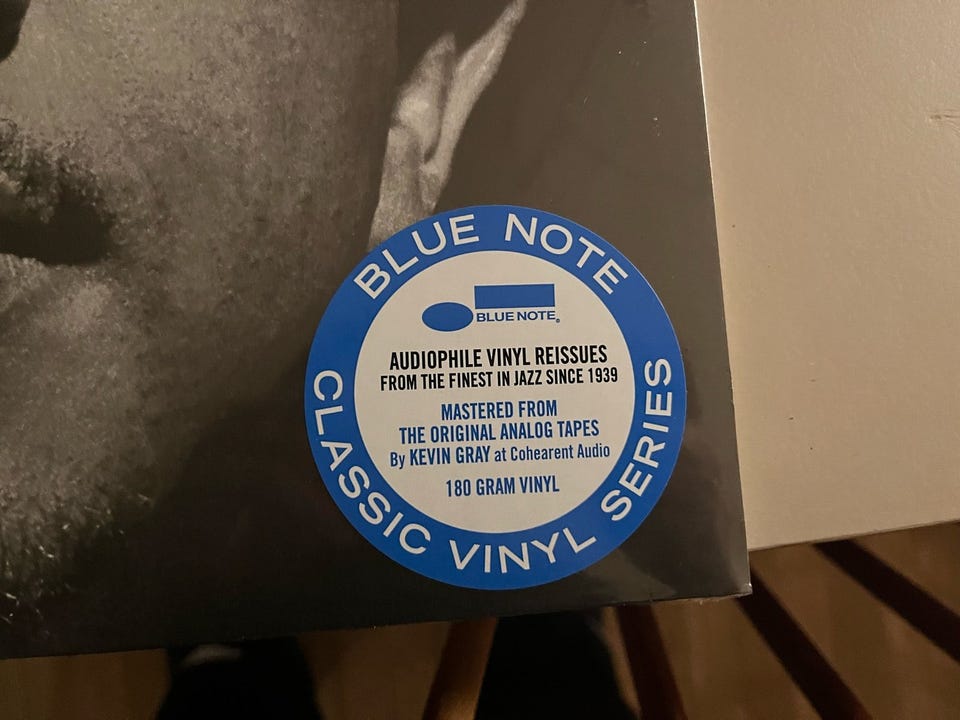 BLUE NOTE
BLUE NOTE®
AUDIOPHILE VINYL REISSUES
FROM THE FINEST IN JAZZ SINCE 1939
MASTERED FROM
THE ORIGINAL ANALOG TAPES
By KEVIN GRAY at Cohearent Audio
180 GRAM VINYL
CLASSIC VINYL SERIES